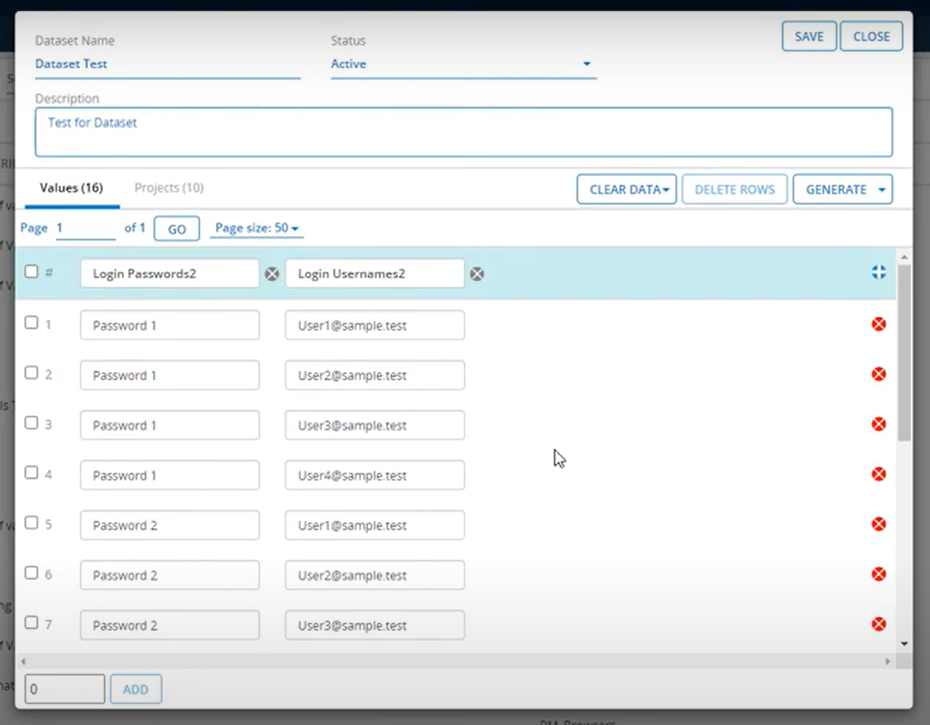 Dataset Name
Status
SAVE
CLOSE
Dataset Test
Active
Description
Test for Dataset
Values (16)
Projects (10)
CLEAR DATA
DELETE ROWS
GENERATE
Page 1 of 1
GO
Page size: 50
#
Login Passwords2
Login Usernames2
1
Password 1
User1@sample.test
2
Password 1
User2@sample.test
3
Password 1
User3@sample.test
4
Password 1
User4@sample.test
5
Password 2
User1@sample.test
6
Password 2
User2@sample.test
7
Password 2
User3@sample.test
0
ADD